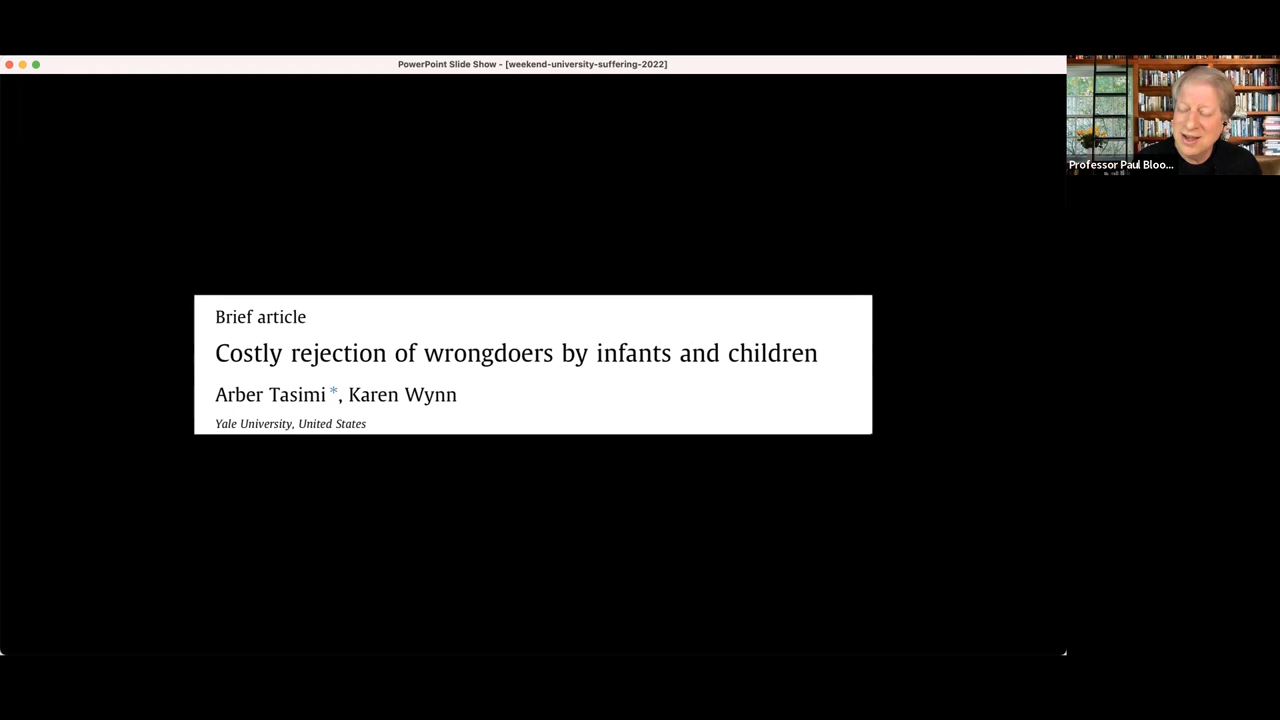 PowerPoint Slide Show - [weekend-university-suffering-2022]
Professor Paul Bloo...
Brief article
Costly rejection of wrongdoers by infants and children
Arber Tasimi *, Karen Wynn
Yale University, United States